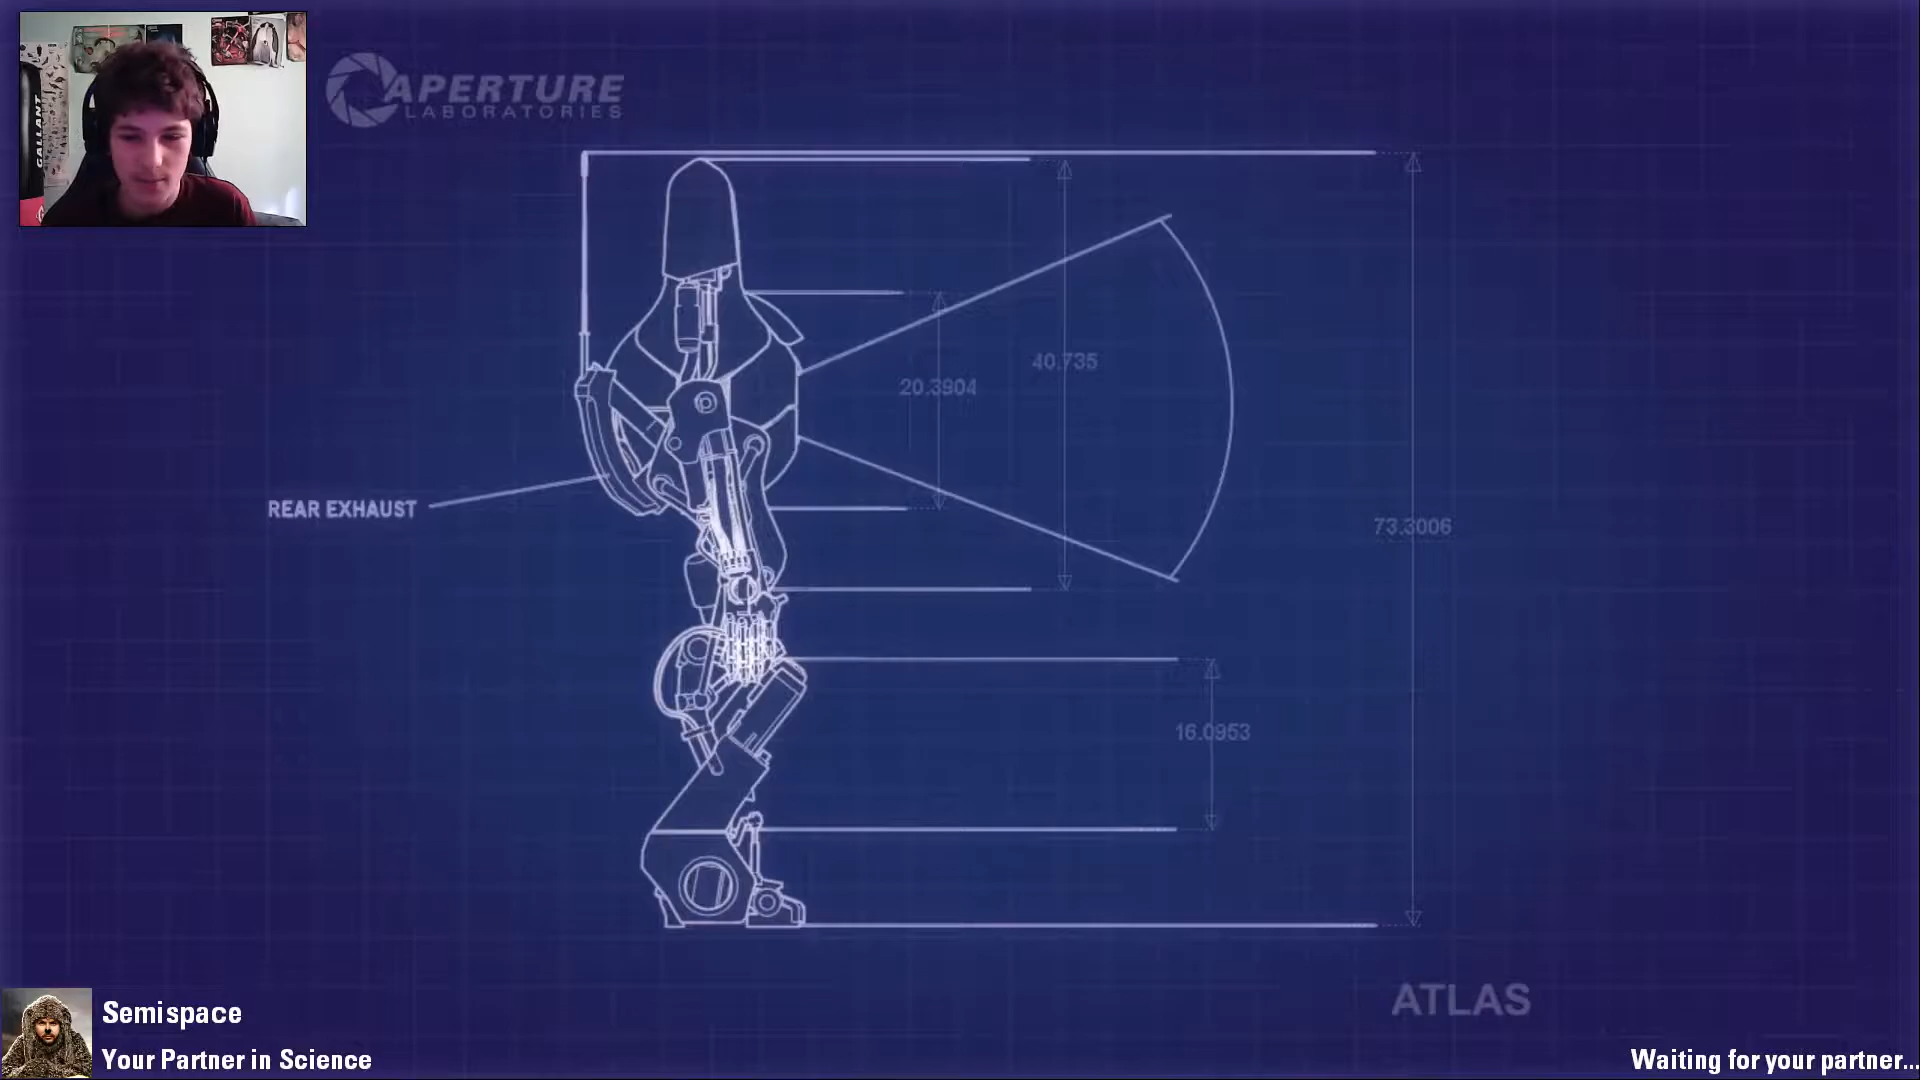 GALLANT
APERTURE
LABORATORIES
40.735
20.3904
REAR EXHAUST
73.3006
16.0953
ATLAS
Semispace
Your Partner in Science
Waiting for your partner...